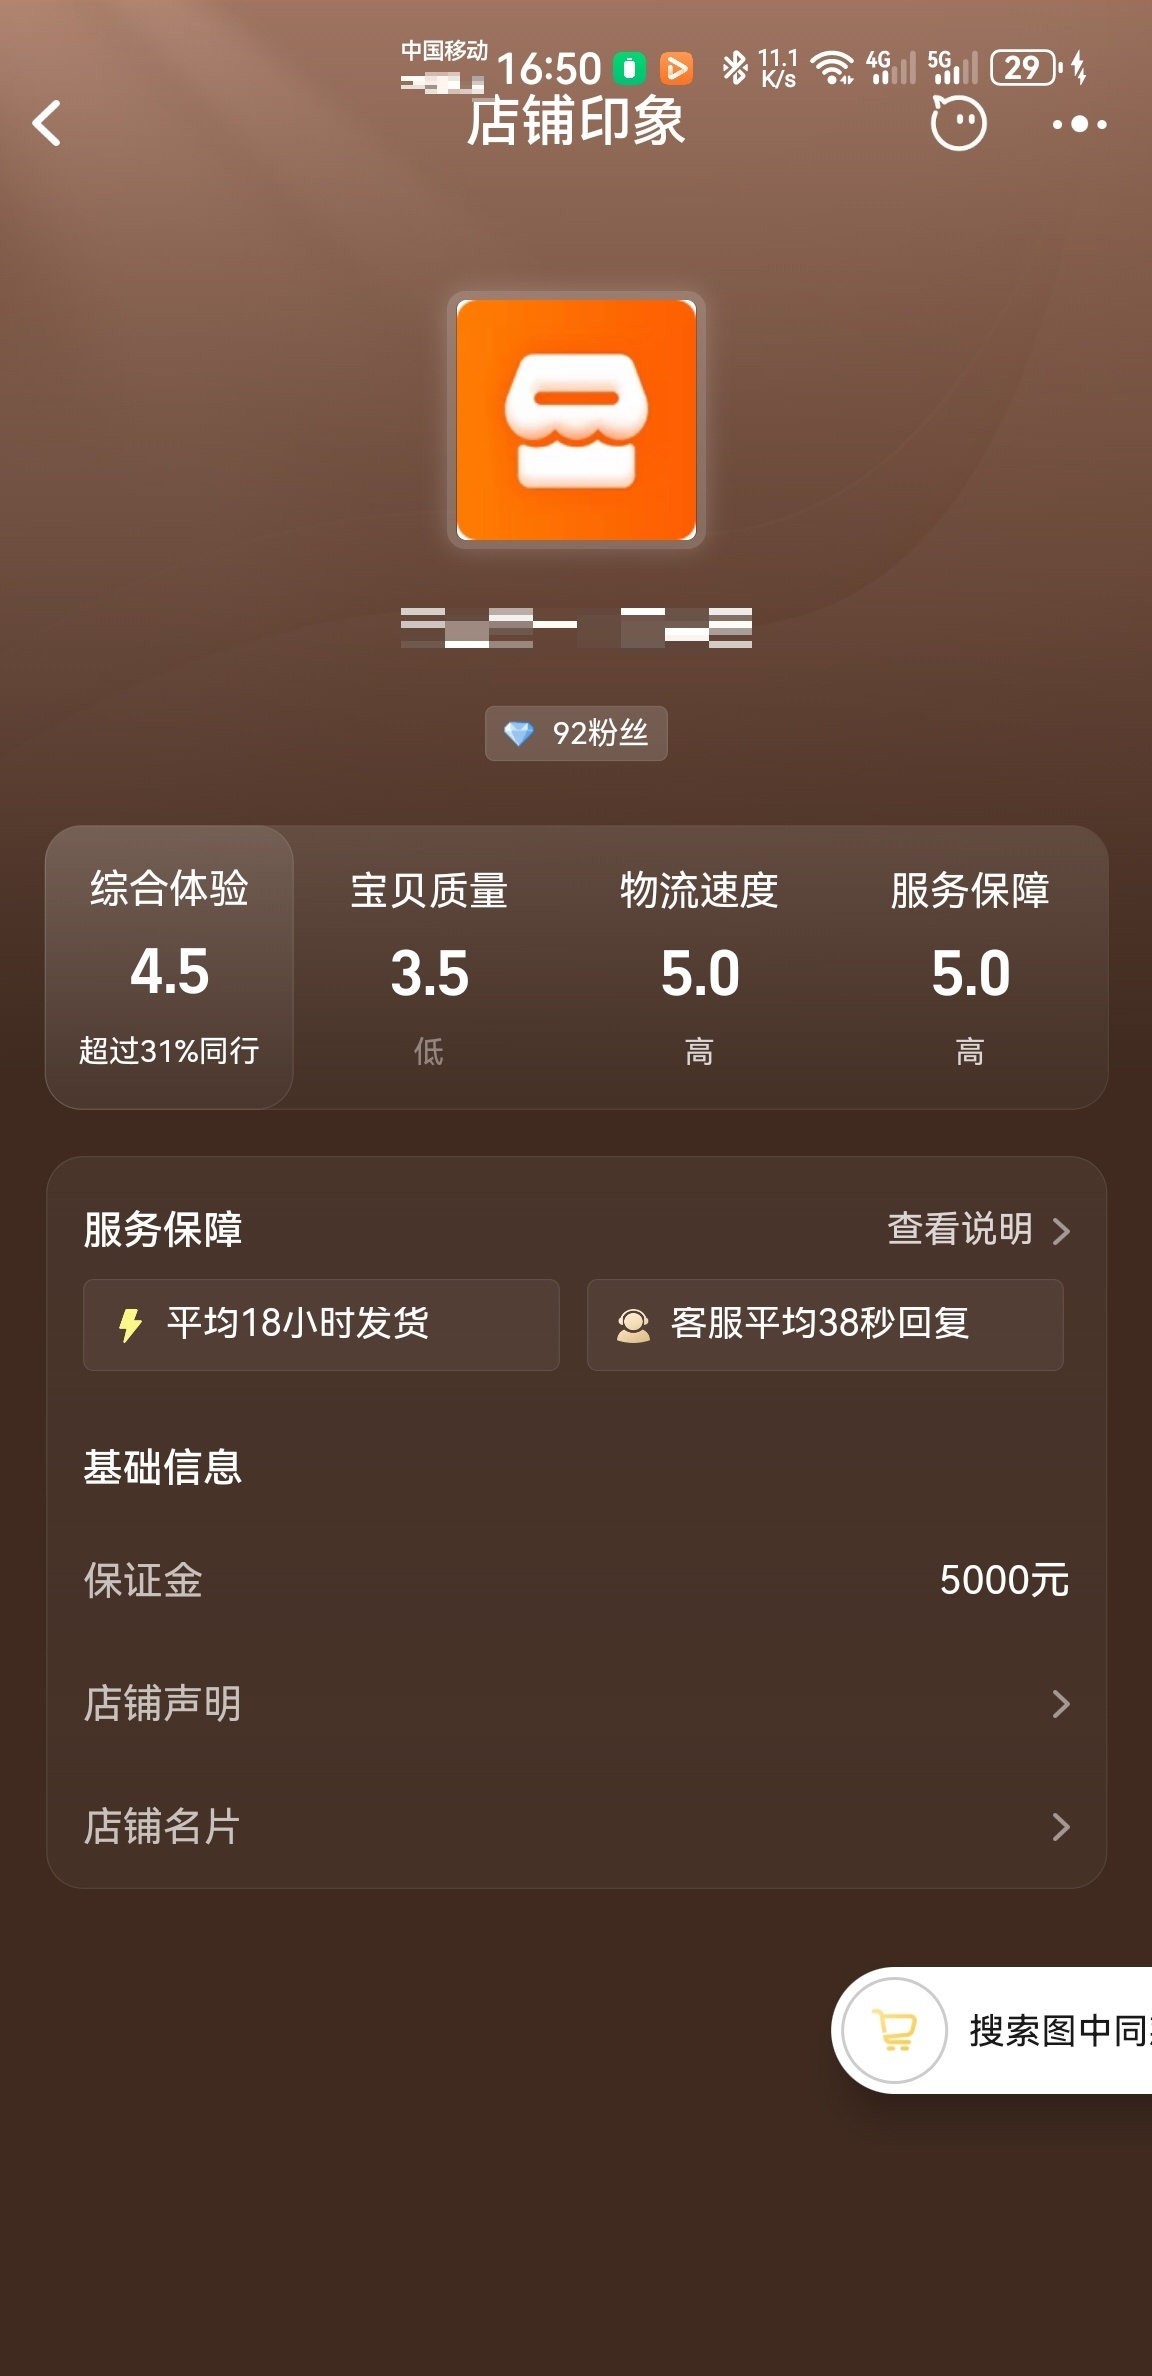 中国移动
16:50
11.1
K/s
4G
5G
29
店铺印象
92粉丝
综合体验 宝贝质量 物流速度 服务保障
4.5 3.5 5.0 5.0
超过31%同行 低 高 高
服务保障 查看说明
平均18小时发货 客服平均38秒回复
基础信息
保证金 5000元
店铺声明
店铺名片
搜索图中同